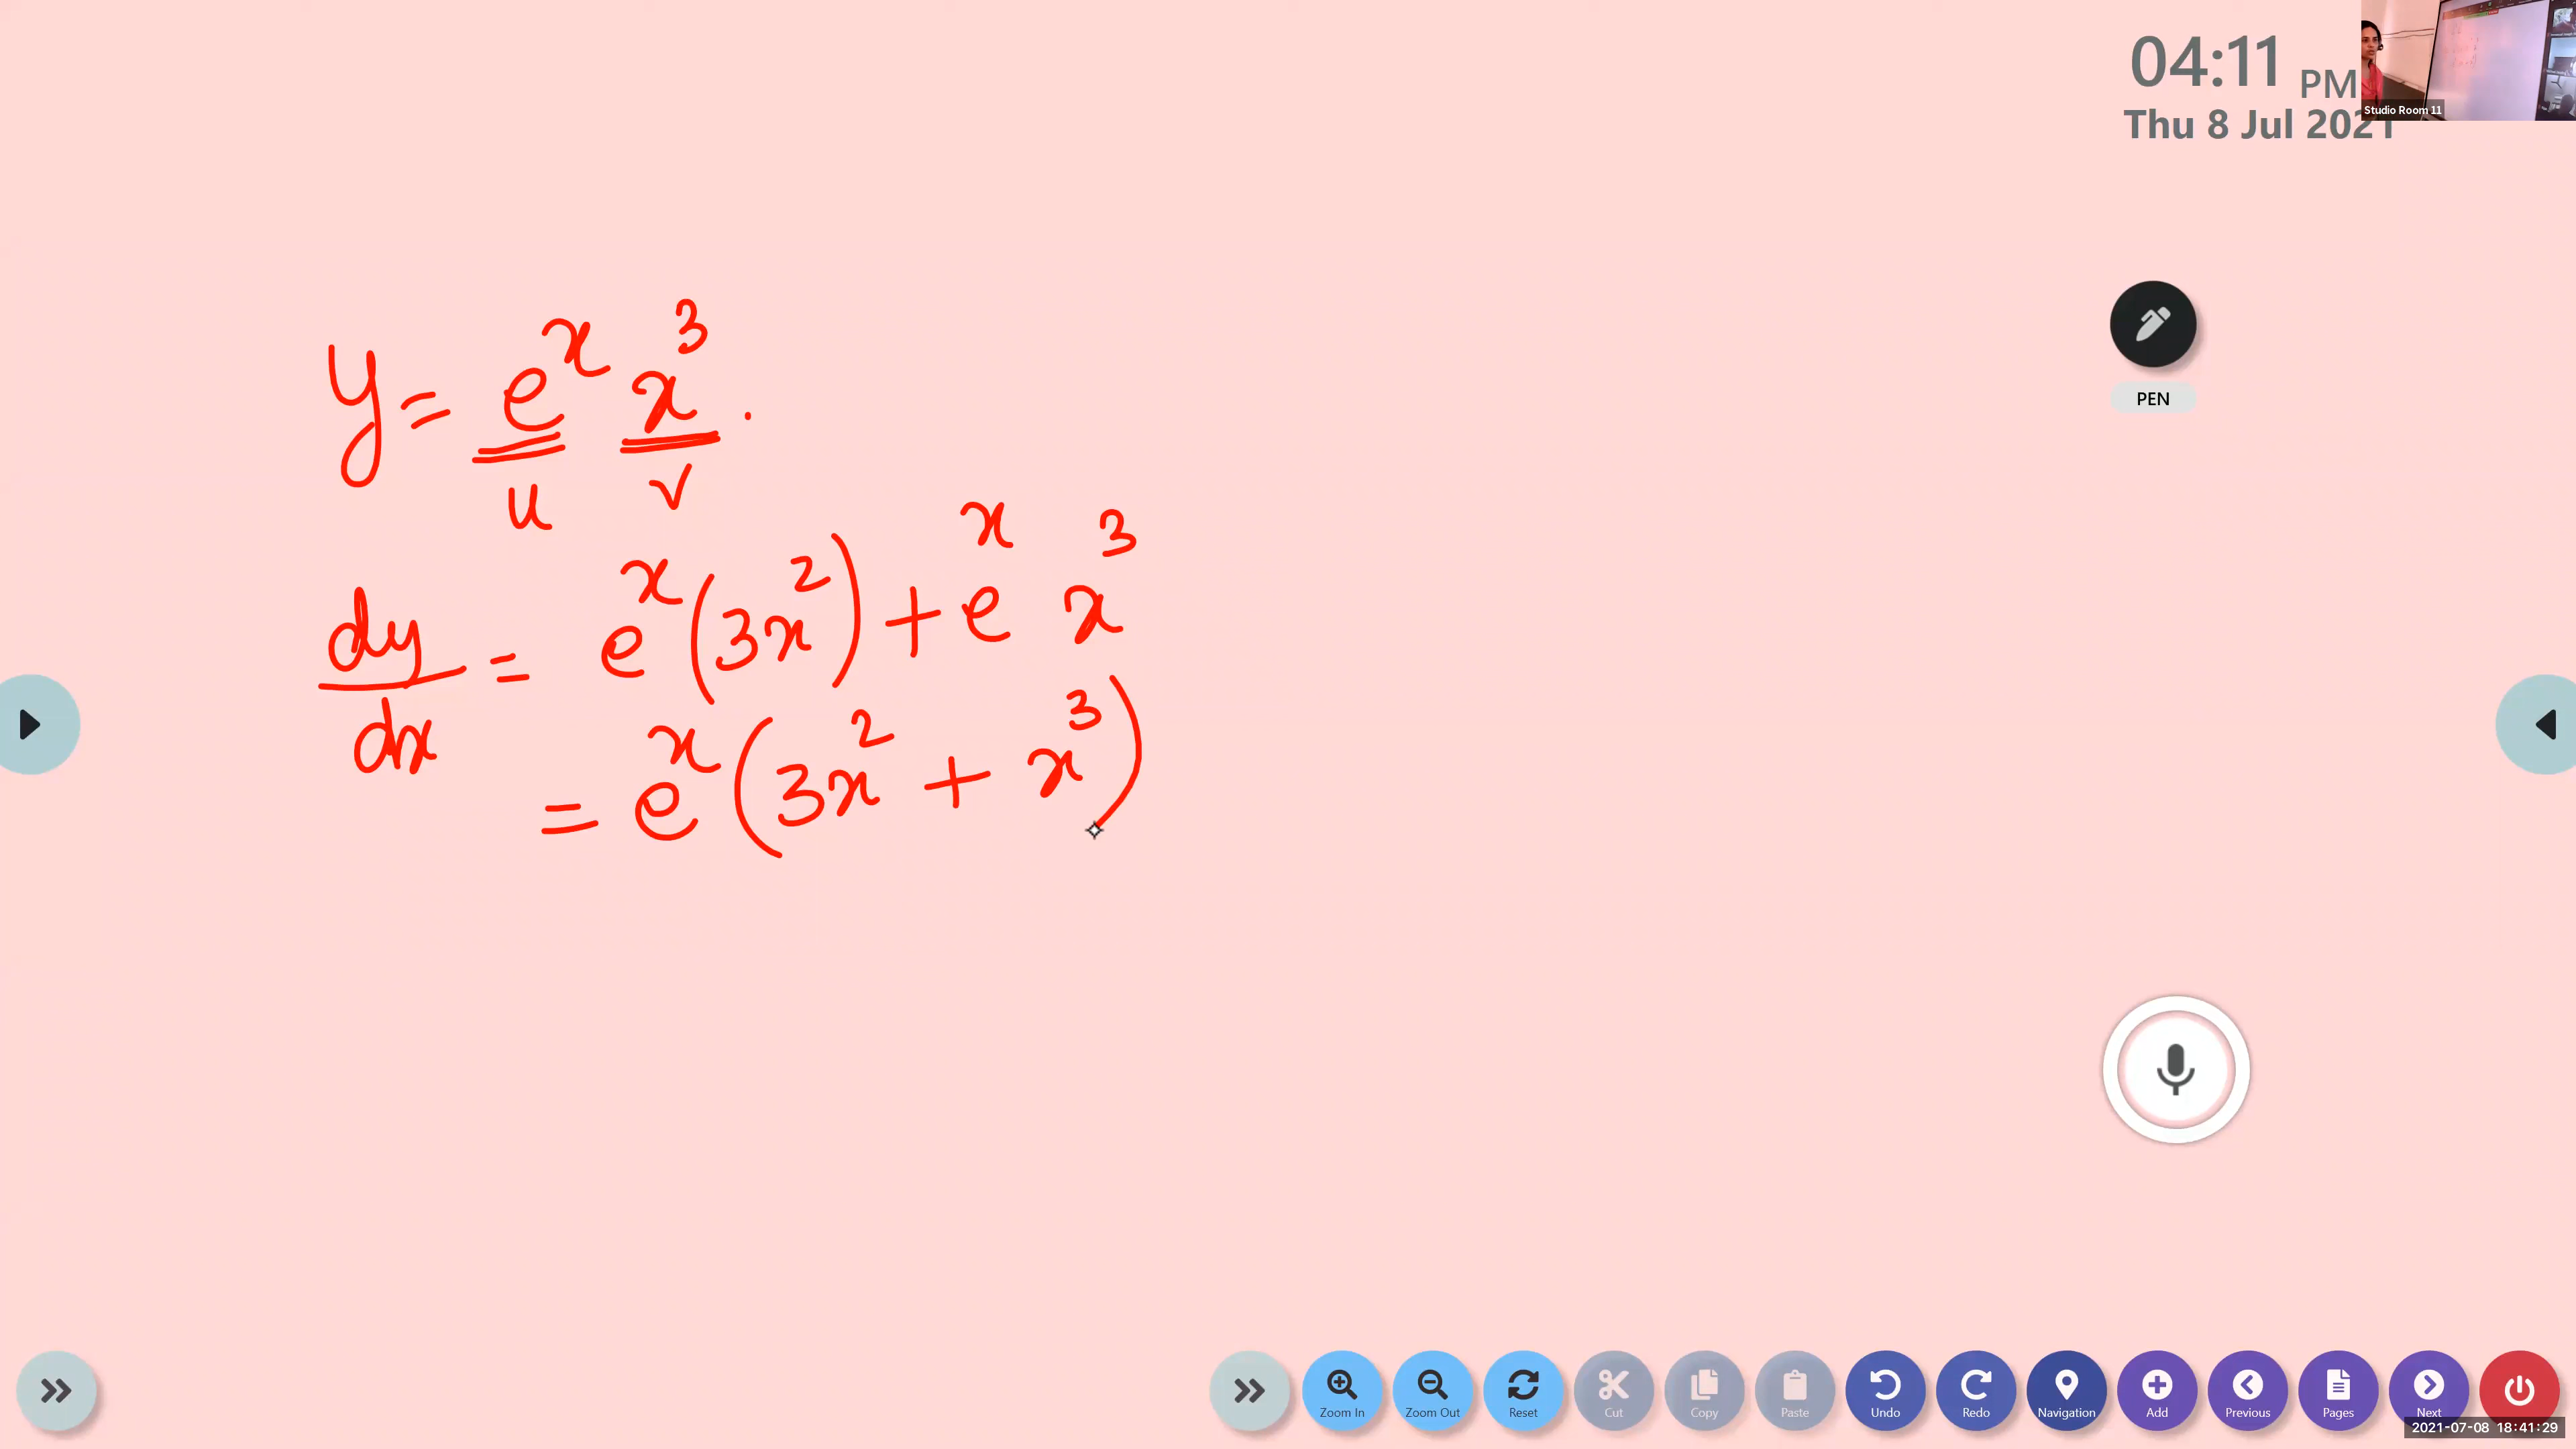 04:11 PM
Thu 8 Jul 2021
Studio Room 11
y = e^x x^3 .
u v
PEN
dy/dx = e^x (3x^2) + e^x x^3
= e^x (3x^2 + x^3)
Zoom In Zoom Out Reset Cut Copy Paste Undo Redo Navigation Add Previous Pages Next
2021-07-08 18:41:29